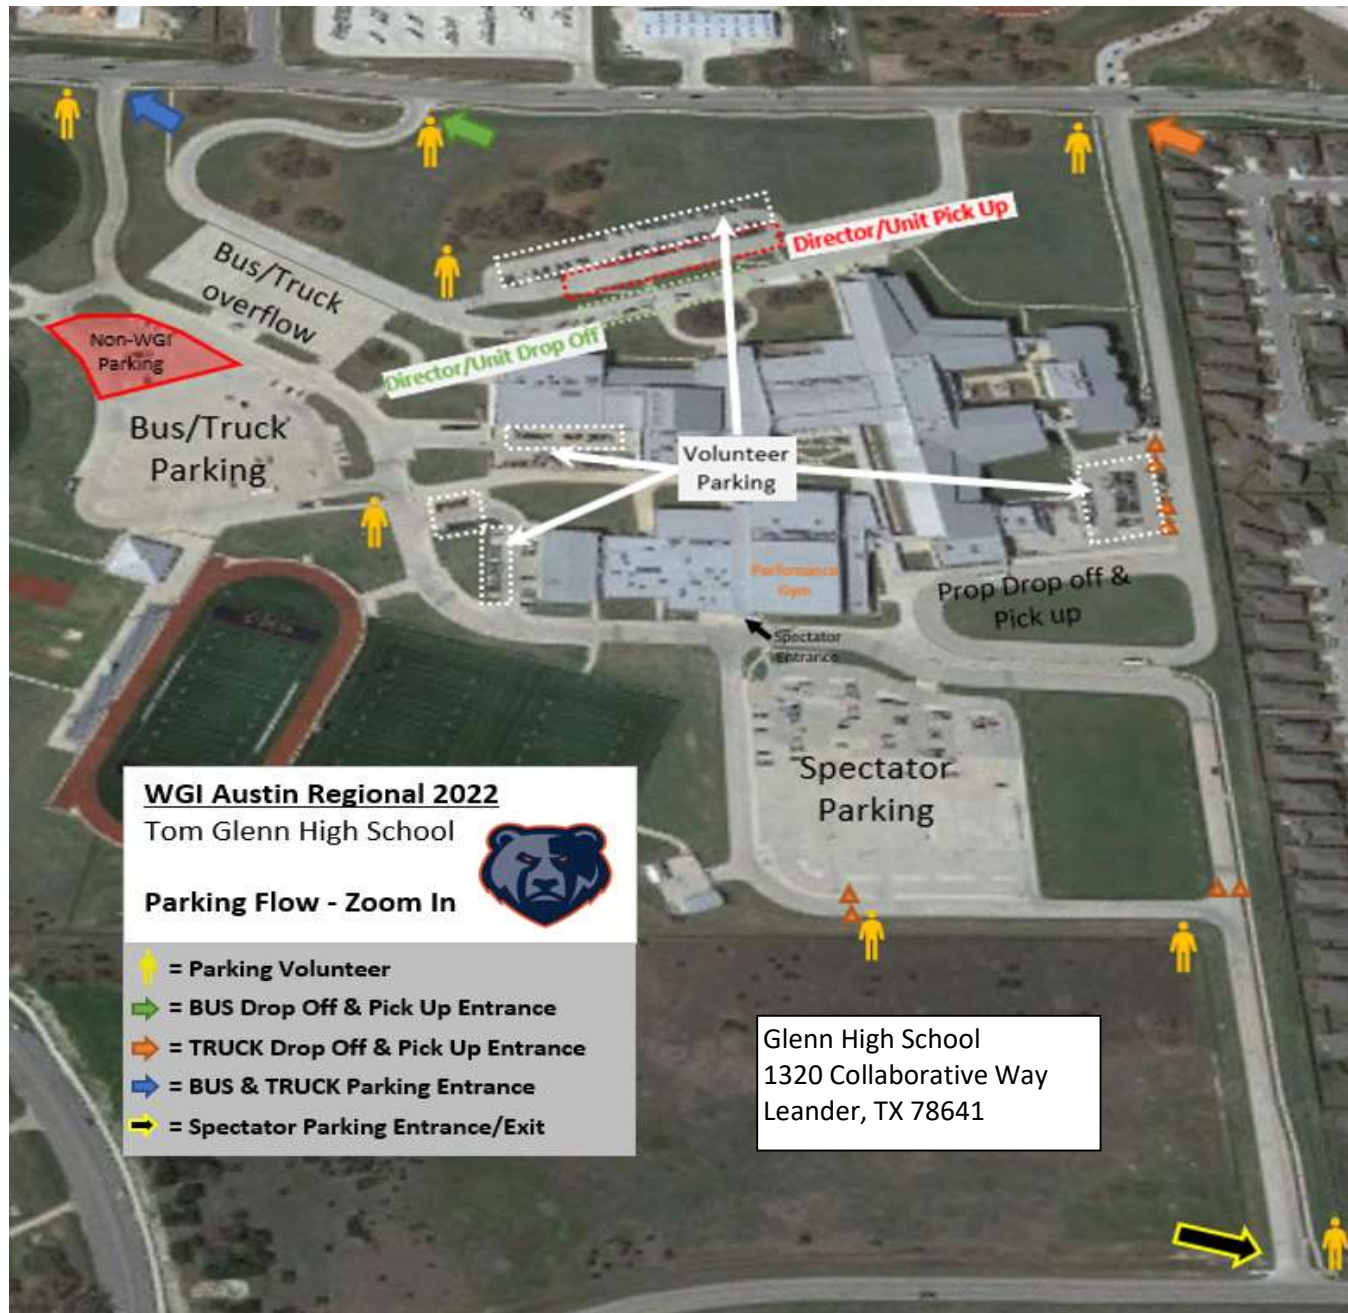 Director/Unit Pick Up
Bus/Truck
overflow
Non-WGI
Parking
Director/Unit Drop Off
Bus/Truck
Parking
Volunteer
Parking
Performance
Gym
Prop Drop off &
Pick up
Spectator
Entrance
Spectator
Parking
WGI Austin Regional 2022
Tom Glenn High School
Parking Flow - Zoom In
= Parking Volunteer
= BUS Drop Off & Pick Up Entrance
= TRUCK Drop Off & Pick Up Entrance
= BUS & TRUCK Parking Entrance
= Spectator Parking Entrance/Exit
Glenn High School
1320 Collaborative Way
Leander, TX 78641